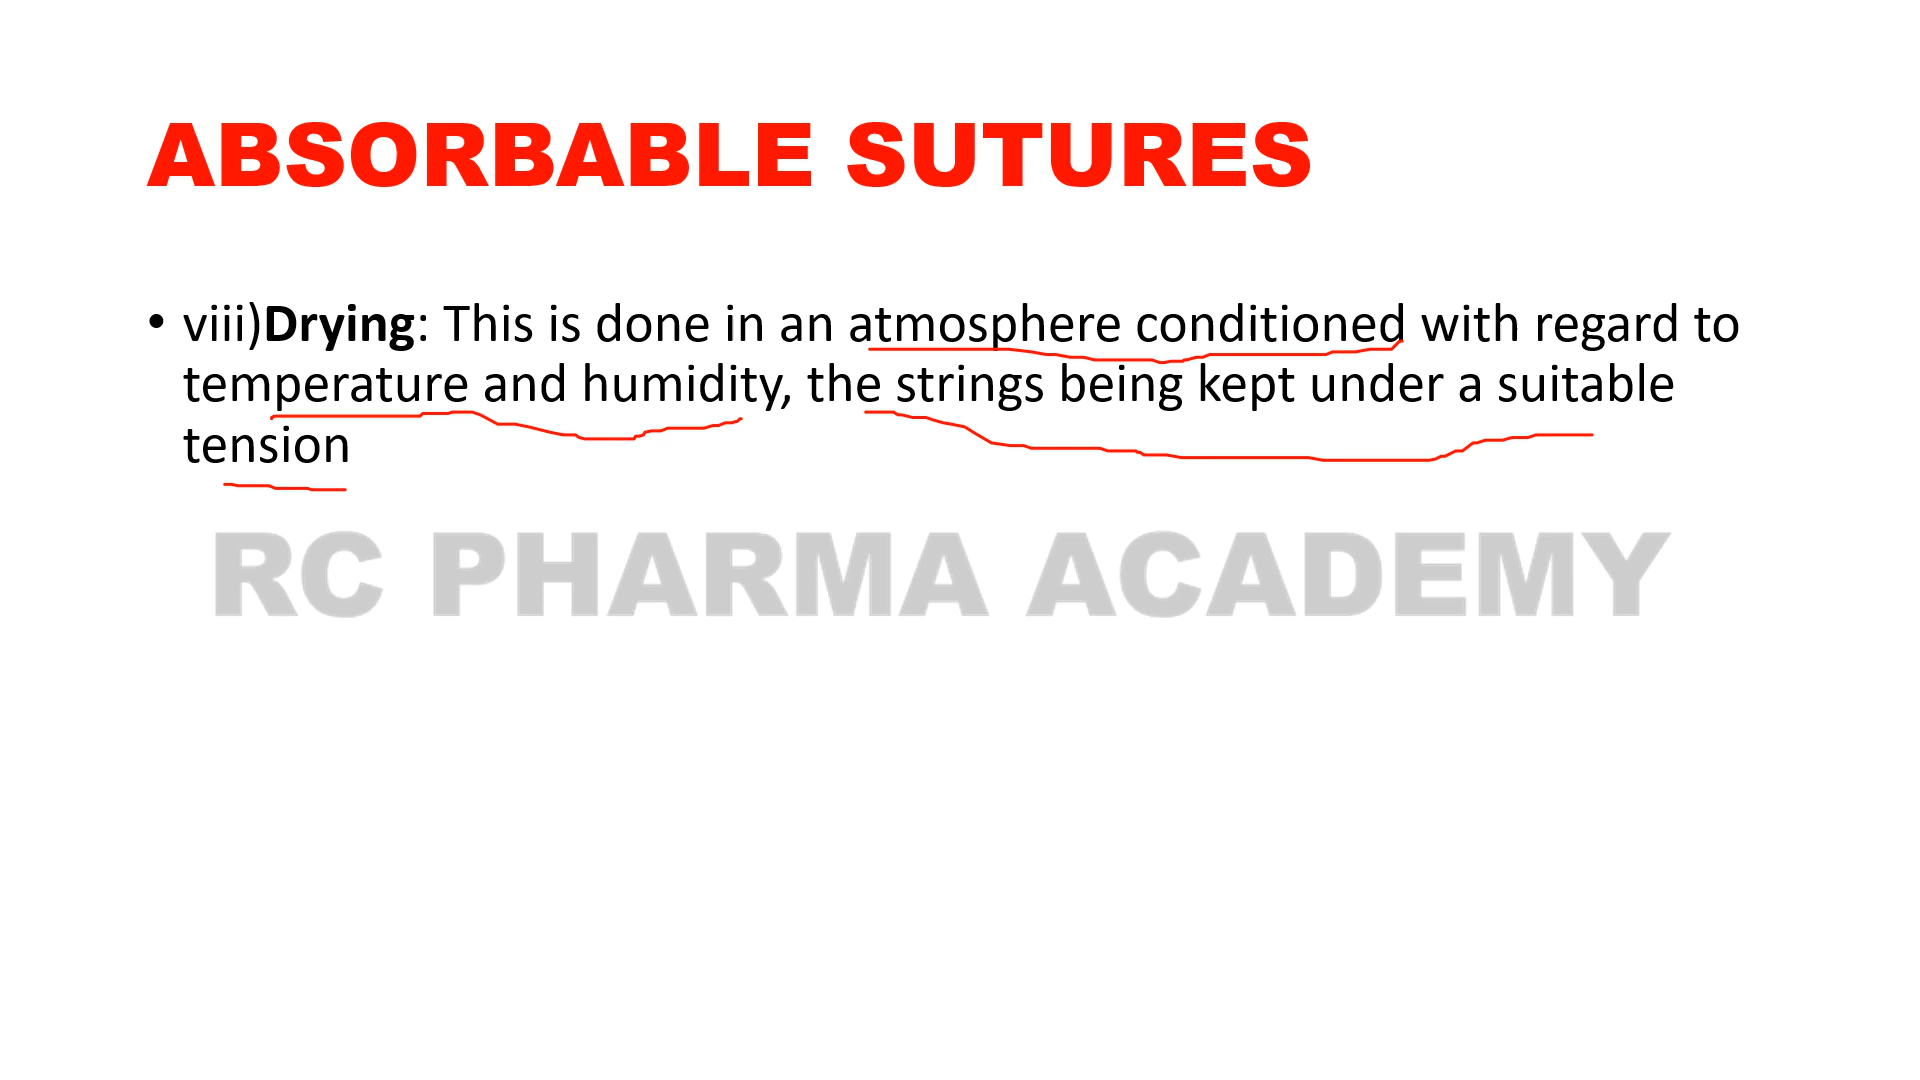 ABSORBABLE SUTURES
• viii)Drying: This is done in an atmosphere conditioned with regard to
temperature and humidity, the strings being kept under a suitable
tension
RC PHARMA ACADEMY